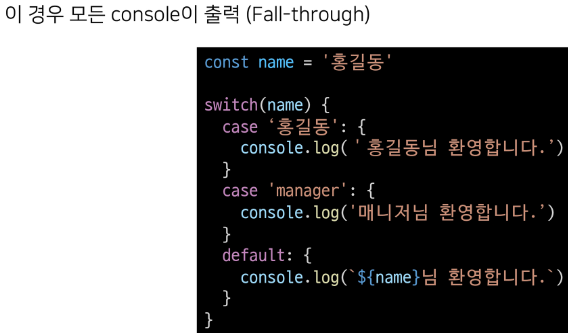 이 경우 모든 console이 출력 (Fall-through)
const name = '홍길동'
switch(name) {
case ‘홍길동': {
console.log( ' 홍길동님 환영합니다.’)
}
case 'manager': {
console.log('매니저님 환영합니다.’)
}
default: {
console.log(`${name}님 환영합니다.`)
}
}